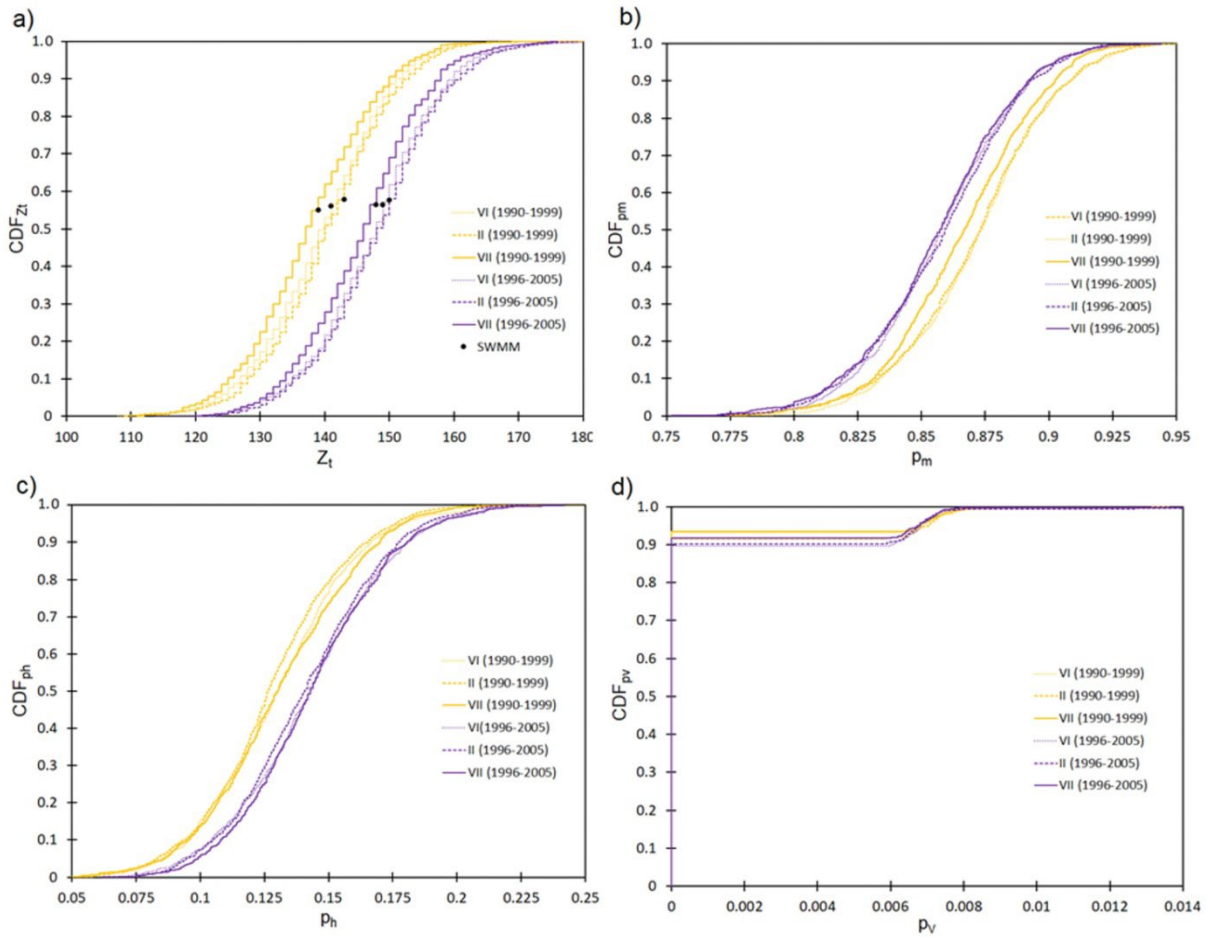 a)
1.0
0.9
0.8
0.7
0.6
0.5
0.4
0.3
0.2
0.1
0
CDF_Zt
100 110 120 130 140 150 160 170 18(
Z_t
VI (1990-1999)
II (1990-1999)
VII (1990-1999)
VI (1996-2005)
II (1996-2005)
VII (1996-2005)
SWMM
b)
1.0
0.9
0.8
0.7
0.6
0.5
0.4
0.3
0.2
0.1
0
CDF_pm
0.75 0.775 0.8 0.825 0.85 0.875 0.9 0.925 0.95
p_m
VI (1990-1999)
II (1990-1999)
VII (1990-1999)
VI (1996-2005)
II (1996-2005)
VII (1996-2005)
c)
1.0
0.9
0.8
0.7
0.6
0.5
0.4
0.3
0.2
0.1
0
CDF_ph
0.05 0.075 0.1 0.125 0.15 0.175 0.2 0.225 0.25
p_h
VI (1990-1999)
II (1990-1999)
VII (1990-1999)
VI(1996-2005)
II (1996-2005)
VII (1996-2005)
d)
1.0
0.9
0.8
0.7
0.6
0.5
0.4
0.3
0.2
0.1
0
CDF_pv
0 0.002 0.004 0.006 0.008 0.01 0.012 0.014
p_V
VI (1990-1999)
II (1990-1999)
VII (1990-1999)
VI (1996-2005)
II (1996-2005)
VII (1996-2005)